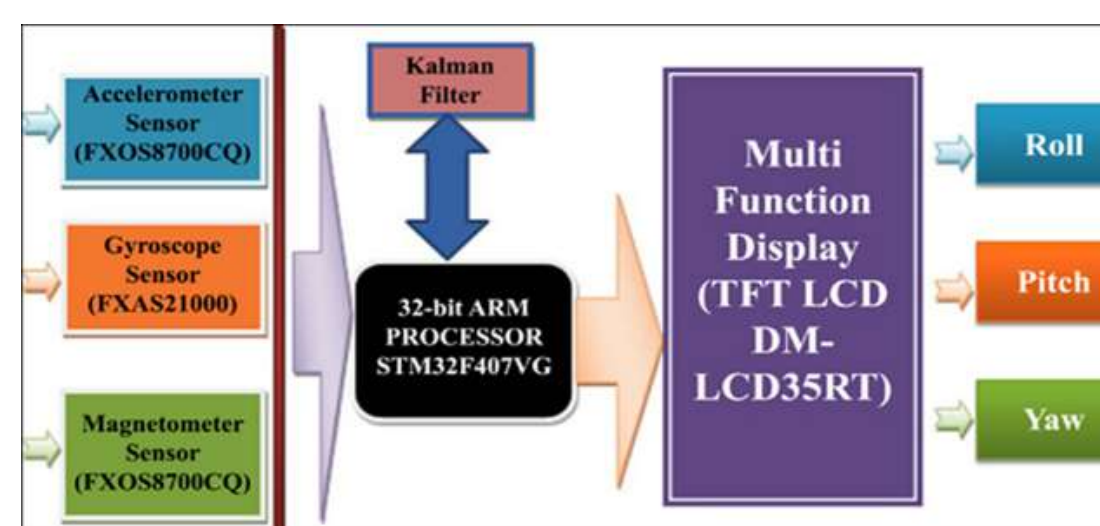 Accelerometer
Sensor
(FXOS8700CQ)
Gyroscope
Sensor
(FXAS21000)
Magnetometer
Sensor
(FXOS8700CQ)
Kalman
Filter
32-bit ARM
PROCESSOR
STM32F407VG
Multi
Function
Display
(TFT LCD
DM-
LCD35RT)
Roll
Pitch
Yaw